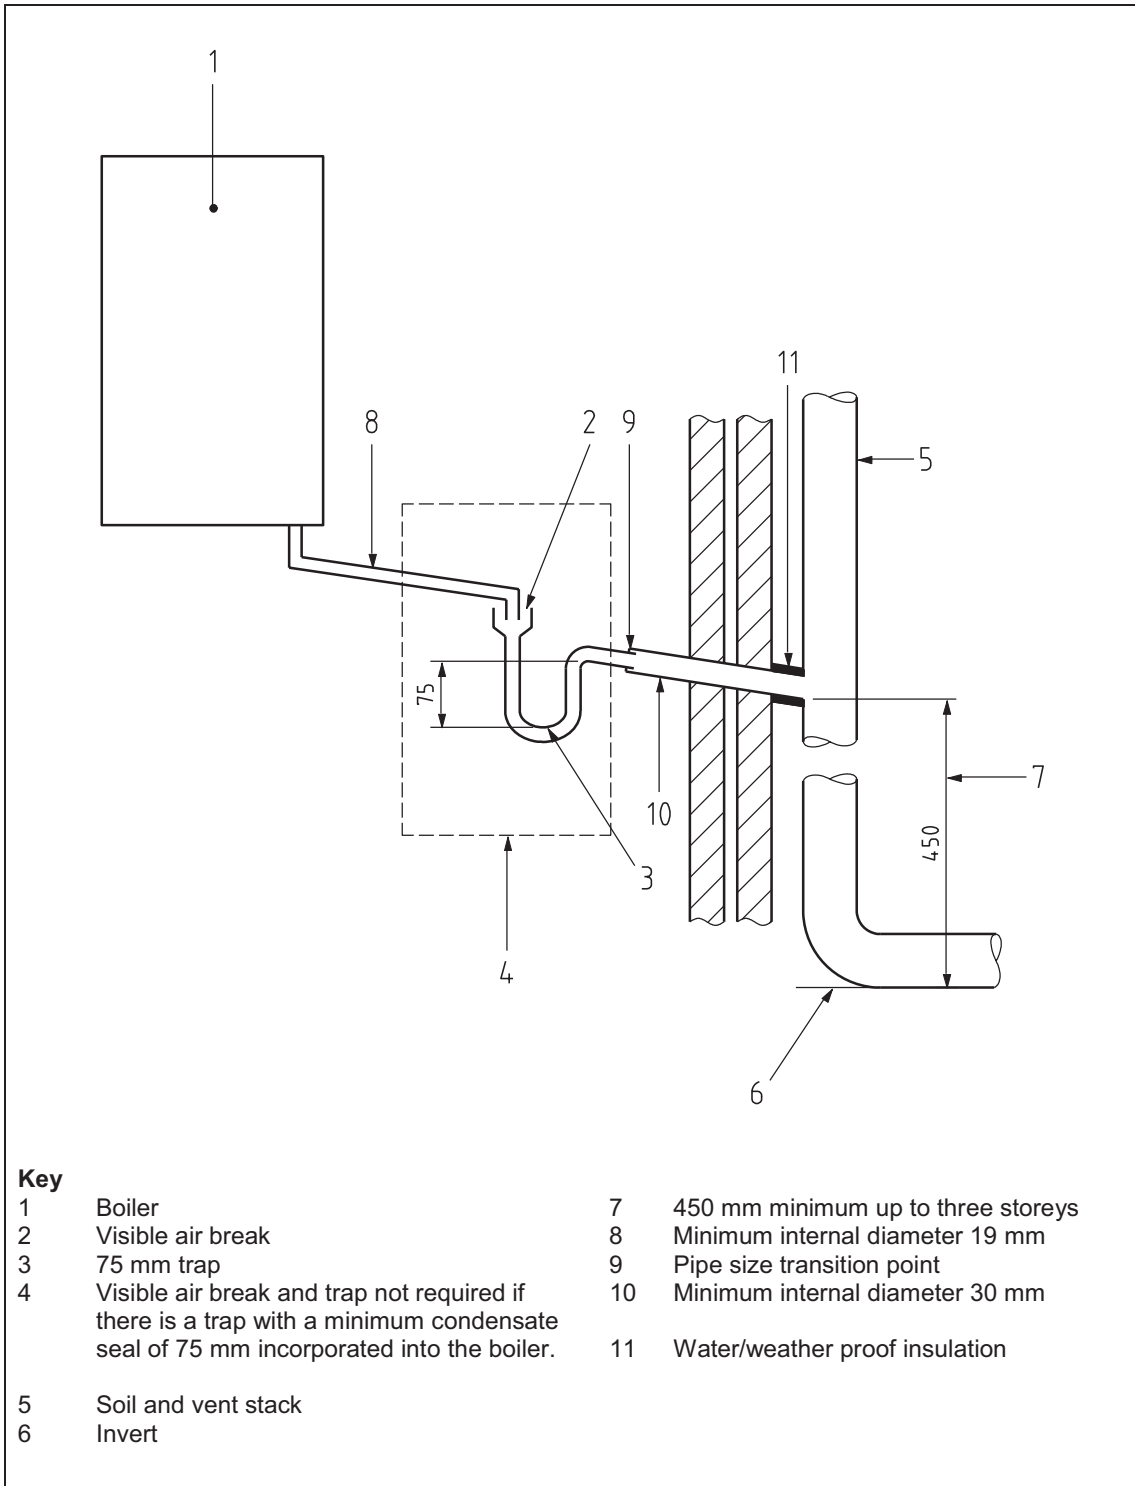 1
11
8
2
9
5
75
7
10
450
3
4
6
Key
1 Boiler
2 Visible air break
3 75 mm trap
4 Visible air break and trap not required if
there is a trap with a minimum condensate
seal of 75 mm incorporated into the boiler.
5 Soil and vent stack
6 Invert
7 450 mm minimum up to three storeys
8 Minimum internal diameter 19 mm
9 Pipe size transition point
10 Minimum internal diameter 30 mm
11 Water/weather proof insulation